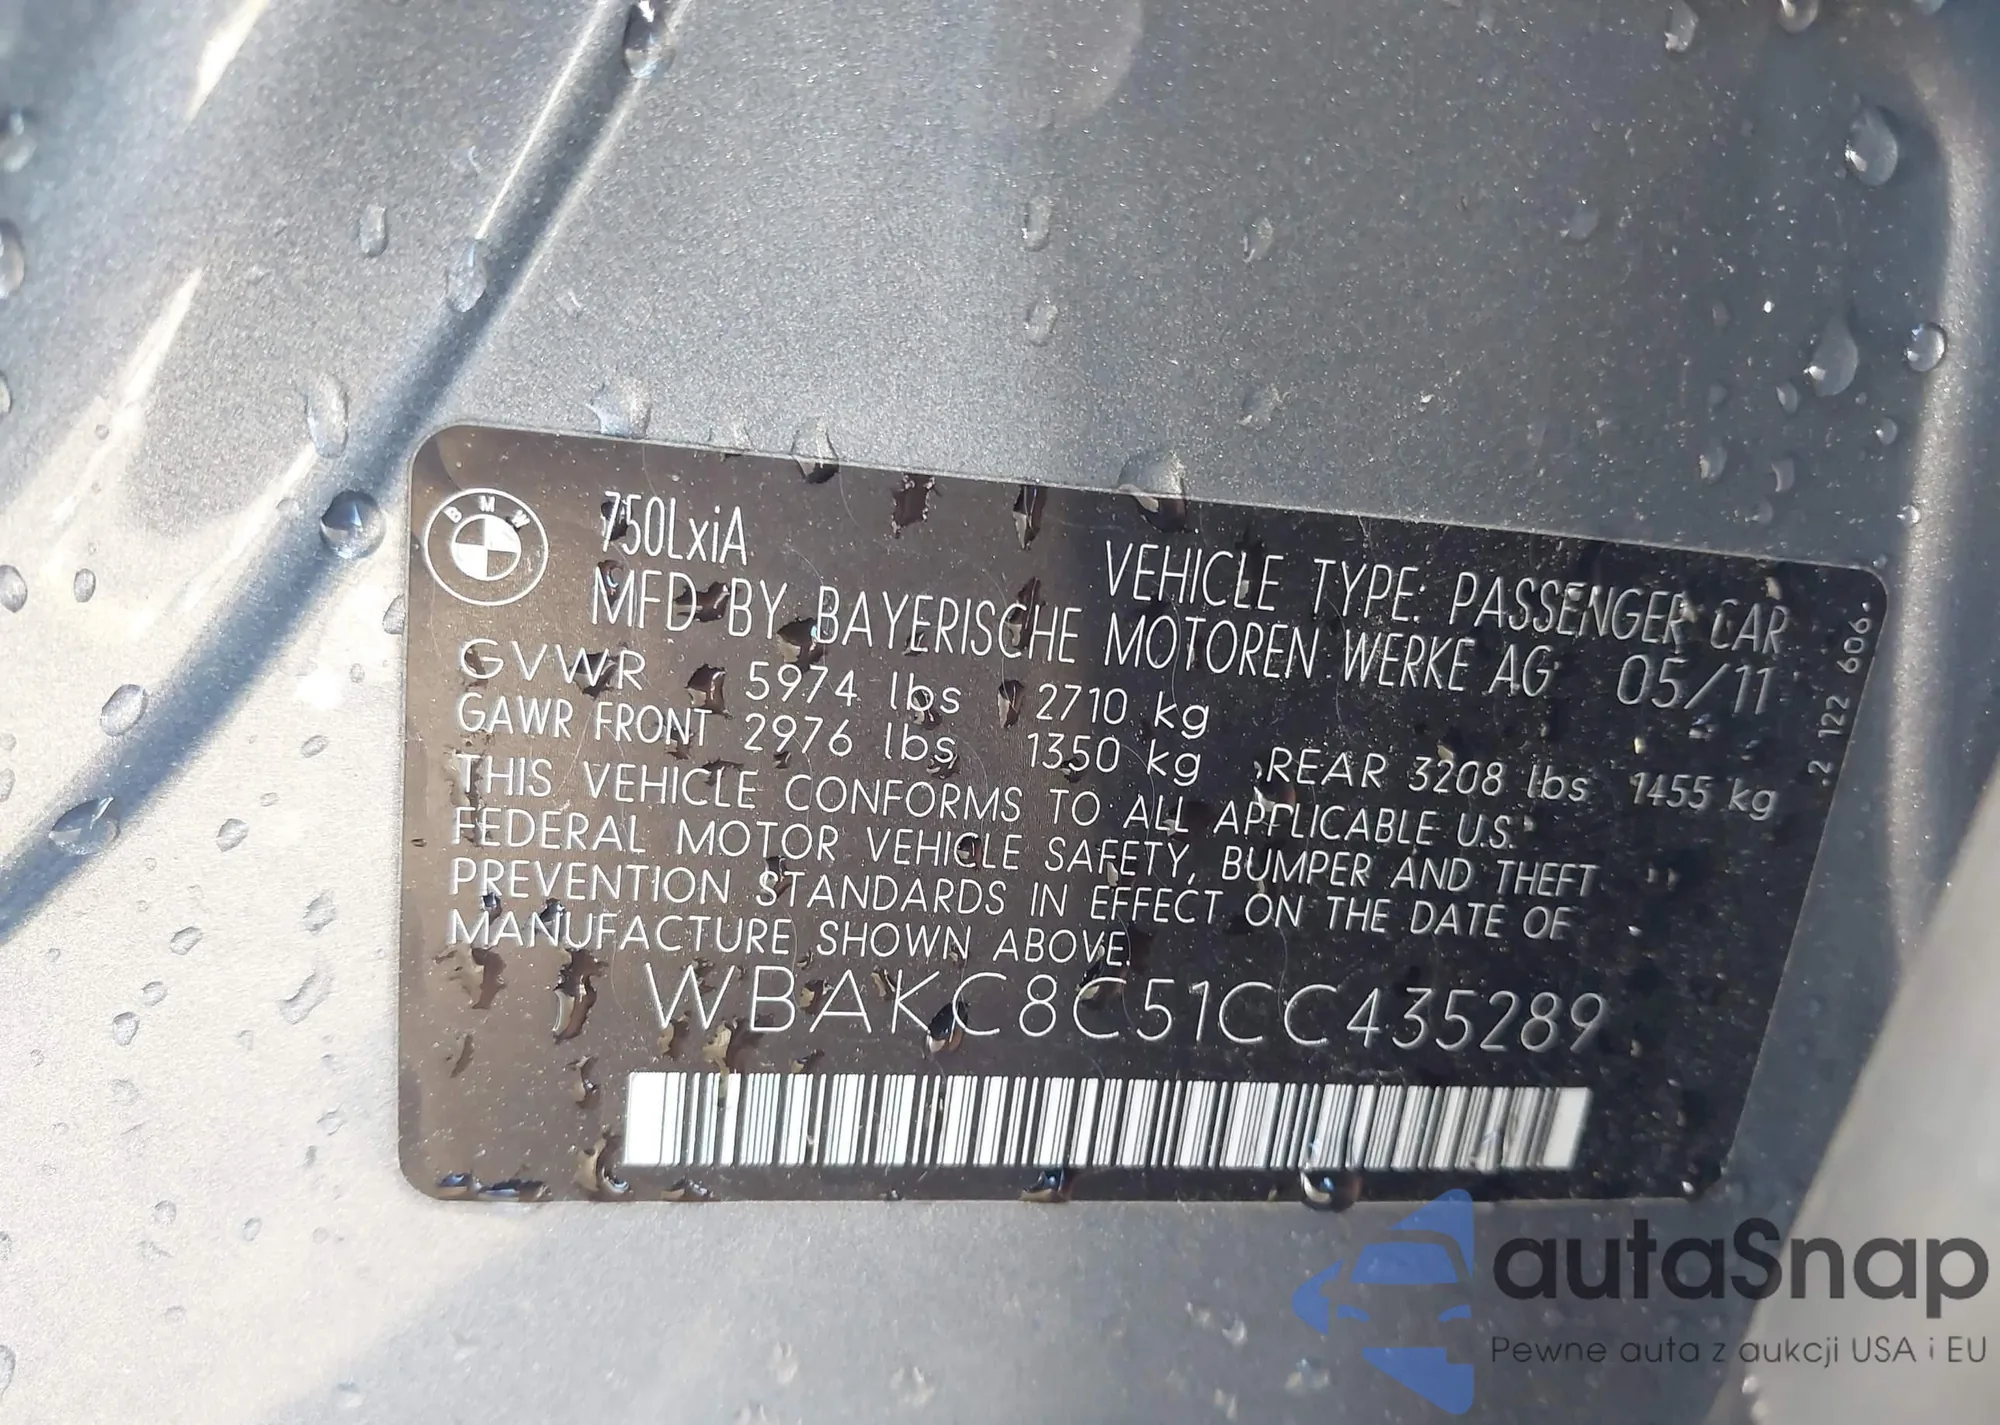 BMW
750LxiA
VEHICLE TYPE: PASSENGER CAR
MFD BY BAYERISCHE MOTOREN WERKE AG 05/11
GVWR 5974 lbs 2710 kg
GAWR FRONT 2976 lbs 1350 kg REAR 3208 lbs 1455 kg
THIS VEHICLE CONFORMS TO ALL APPLICABLE U.S.
FEDERAL MOTOR VEHICLE SAFETY, BUMPER AND THEFT
PREVENTION STANDARDS IN EFFECT ON THE DATE OF
MANUFACTURE SHOWN ABOVE.
WBAKC8C51CC435289
2 122 606.
autaSnap
Pewne auta z aukcji USA i EU